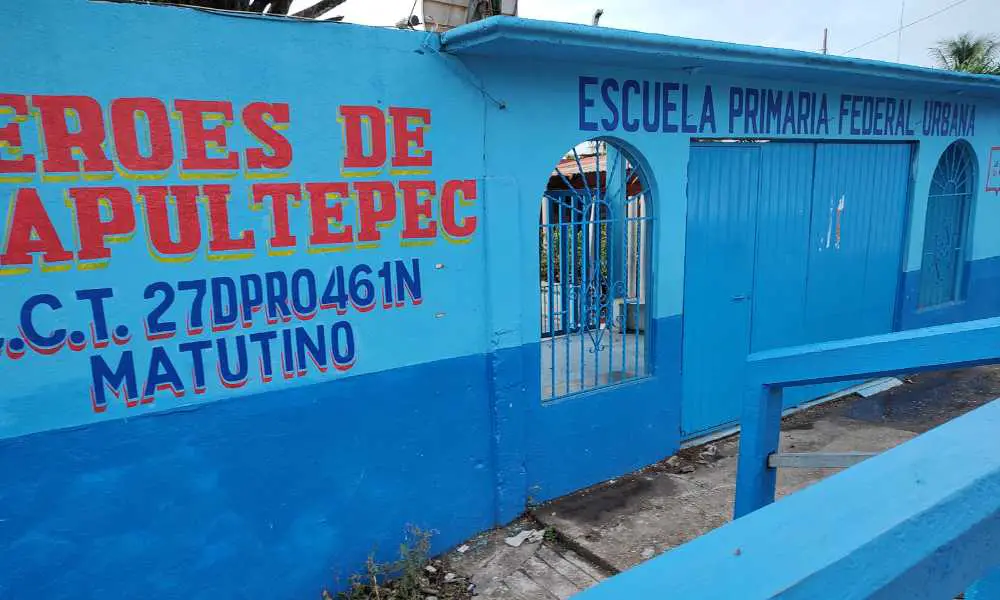 EROES DE
APULTEPEC
.C.T. 27DPR0461N
MATUTINO
ESCUELA PRIMARIA FEDERAL URBANA